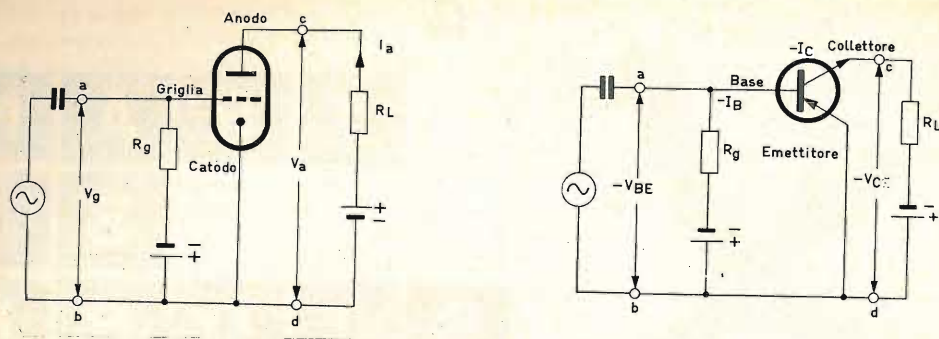 Anodo
c
Ia
a
Griglia
RL
Rg
Catodo
Vg
Va
+
−
−
+
b
d
-IC
Collettore
c
a
Base
-IB
RL
Rg
Emettitore
-VBE
-VCE
−
+
−
+
b
d